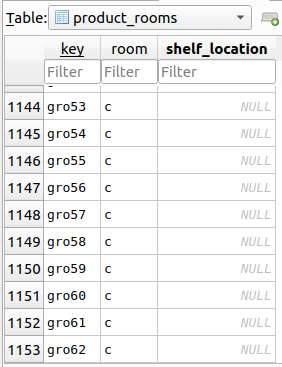 Table: product_rooms
key room shelf_location
Filter Filter Filter
1144 gro53 c NULL
1145 gro54 c NULL
1146 gro55 c NULL
1147 gro56 c NULL
1148 gro57 c NULL
1149 gro58 c NULL
1150 gro59 c NULL
1151 gro60 c NULL
1152 gro61 c NULL
1153 gro62 c NULL